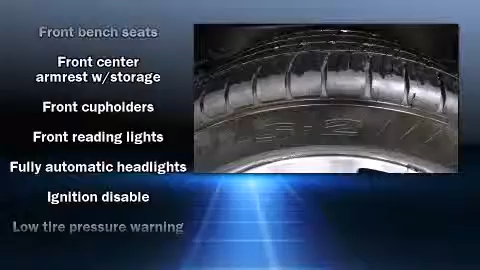 Front bench seats
Front center
armrest w/storage
Front cupholders
Front reading lights
Fully automatic headlights
Ignition disable
Low tire pressure warning